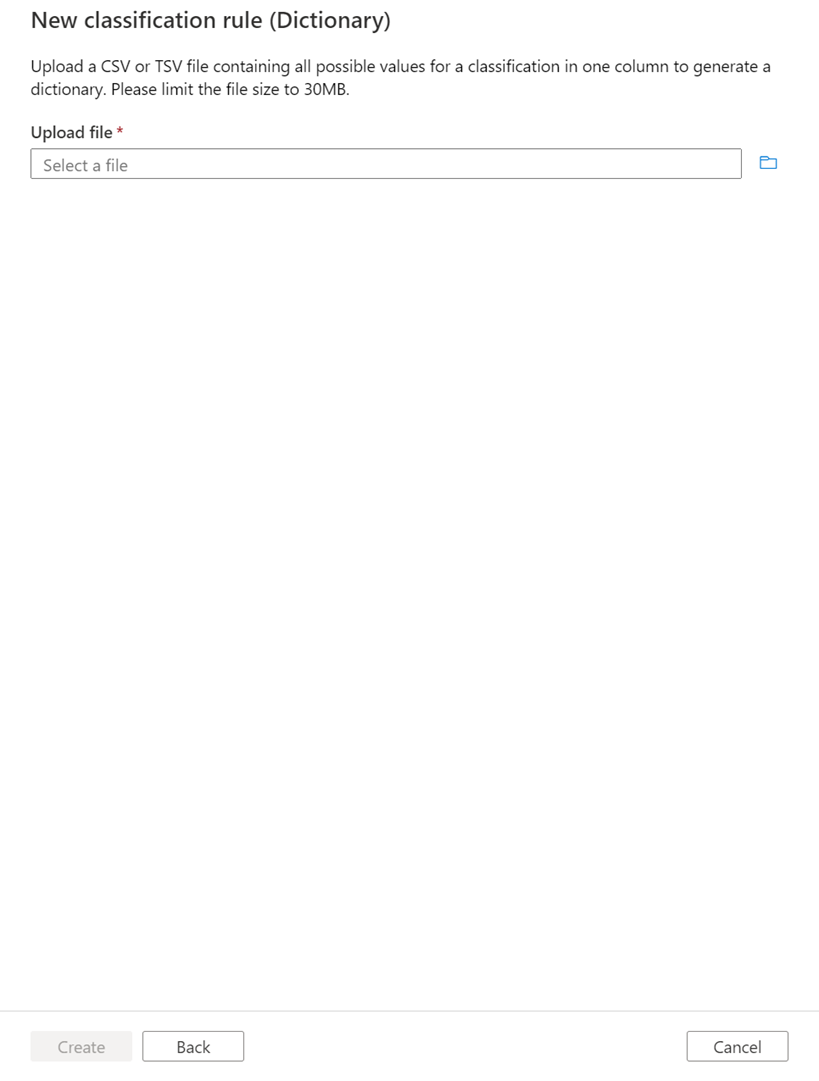 New classification rule (Dictionary)
Upload a CSV or TSV file containing all possible values for a classification in one column to generate a
dictionary. Please limit the file size to 30MB.
Upload file *
Select a file
Create
Back
Cancel